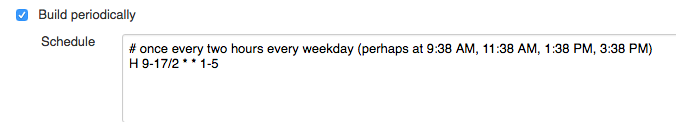 Build periodically
Schedule
# once every two hours every weekday (perhaps at 9:38 AM, 11:38 AM, 1:38 PM, 3:38 PM)
H 9-17/2 * * 1-5